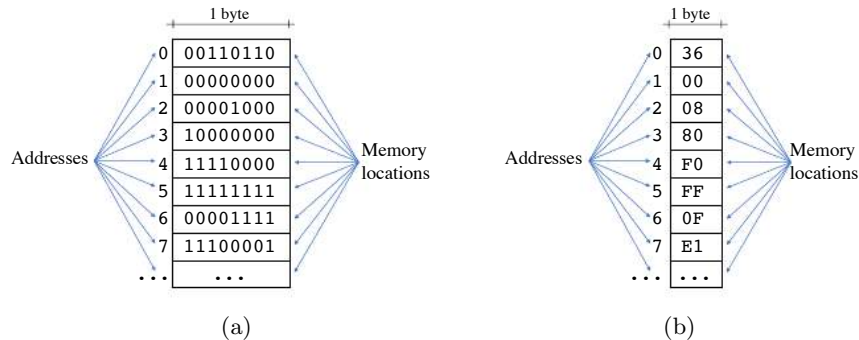 1 byte 1 byte
0 00110110 0 36
1 00000000 1 00
2 00001000 2 08
3 10000000 3 80
Addresses 4 11110000 Memory locations Addresses 4 F0 Memory locations
5 11111111 5 FF
6 00001111 6 0F
7 11100001 7 E1
... ... ... ...
(a) (b)